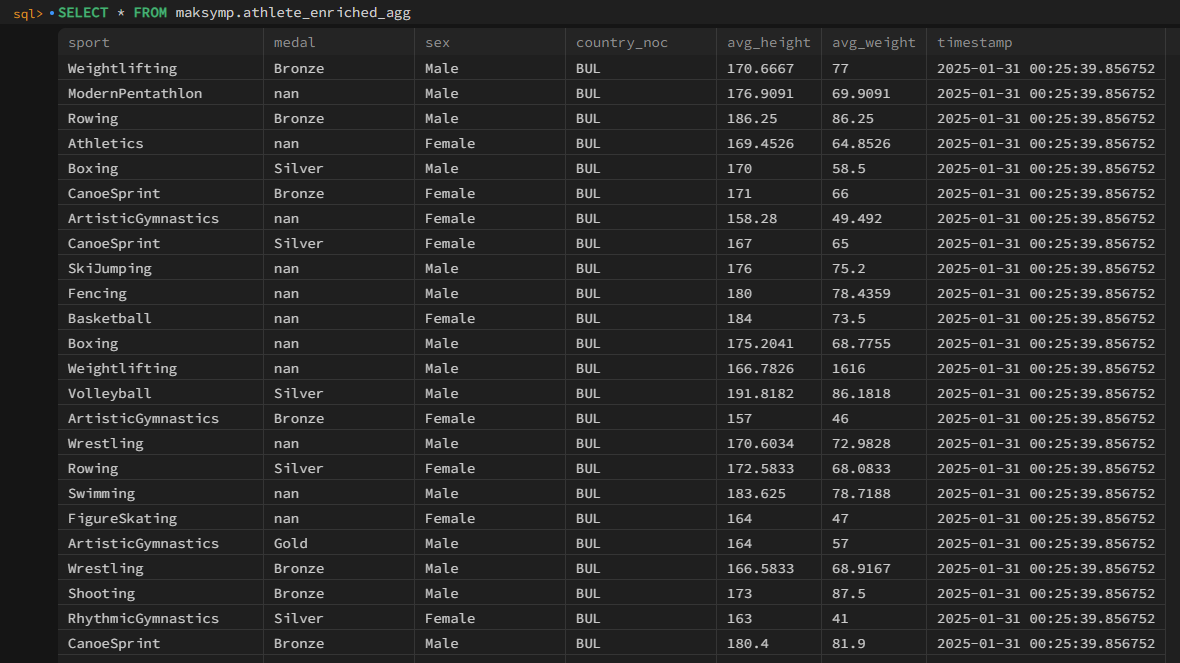 sql> SELECT * FROM maksymp.athlete_enriched_agg
sport medal sex country_noc avg_height avg_weight timestamp
Weightlifting Bronze Male BUL 170.6667 77 2025-01-31 00:25:39.856752
ModernPentathlon nan Male BUL 176.9091 69.9091 2025-01-31 00:25:39.856752
Rowing Bronze Male BUL 186.25 86.25 2025-01-31 00:25:39.856752
Athletics nan Female BUL 169.4526 64.8526 2025-01-31 00:25:39.856752
Boxing Silver Male BUL 170 58.5 2025-01-31 00:25:39.856752
CanoeSprint Bronze Female BUL 171 66 2025-01-31 00:25:39.856752
ArtisticGymnastics nan Female BUL 158.28 49.492 2025-01-31 00:25:39.856752
CanoeSprint Silver Female BUL 167 65 2025-01-31 00:25:39.856752
SkiJumping nan Male BUL 176 75.2 2025-01-31 00:25:39.856752
Fencing nan Male BUL 180 78.4359 2025-01-31 00:25:39.856752
Basketball nan Female BUL 184 73.5 2025-01-31 00:25:39.856752
Boxing nan Male BUL 175.2041 68.7755 2025-01-31 00:25:39.856752
Weightlifting nan Male BUL 166.7826 1616 2025-01-31 00:25:39.856752
Volleyball Silver Male BUL 191.8182 86.1818 2025-01-31 00:25:39.856752
ArtisticGymnastics Bronze Female BUL 157 46 2025-01-31 00:25:39.856752
Wrestling nan Male BUL 170.6034 72.9828 2025-01-31 00:25:39.856752
Rowing Silver Female BUL 172.5833 68.0833 2025-01-31 00:25:39.856752
Swimming nan Male BUL 183.625 78.7188 2025-01-31 00:25:39.856752
FigureSkating nan Female BUL 164 47 2025-01-31 00:25:39.856752
ArtisticGymnastics Gold Male BUL 164 57 2025-01-31 00:25:39.856752
Wrestling Bronze Male BUL 166.5833 68.9167 2025-01-31 00:25:39.856752
Shooting Bronze Male BUL 173 87.5 2025-01-31 00:25:39.856752
RhythmicGymnastics Silver Female BUL 163 41 2025-01-31 00:25:39.856752
CanoeSprint Bronze Male BUL 180.4 81.9 2025-01-31 00:25:39.856752